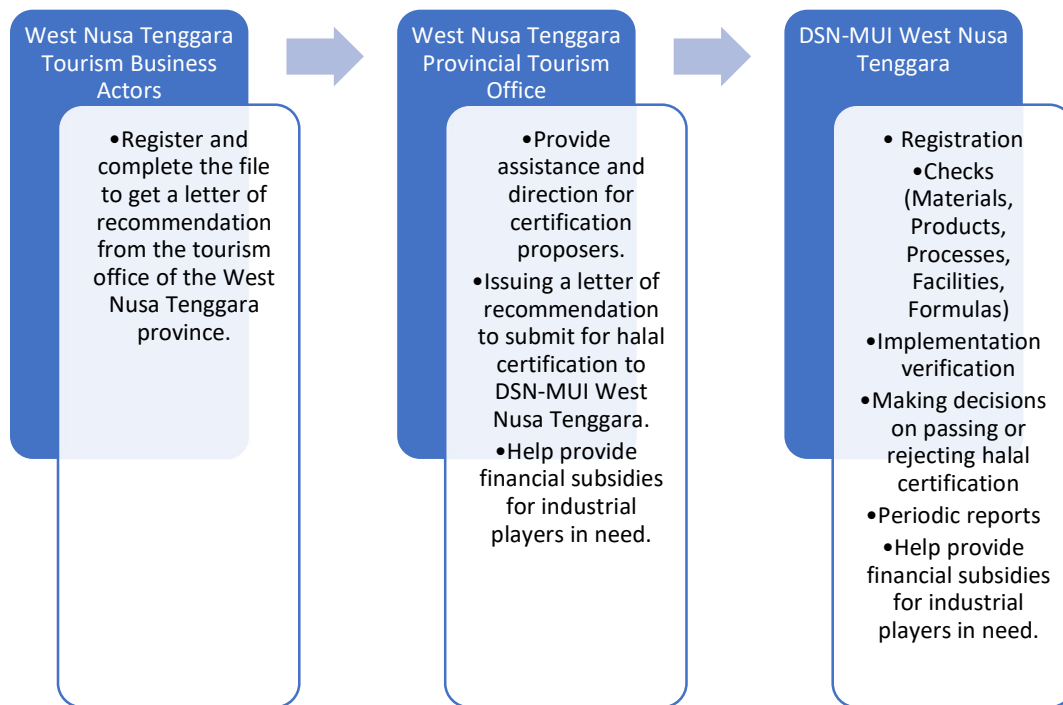 West Nusa Tenggara
Tourism Business
Actors
•Register and
complete the file
to get a letter of
recommendation
from the tourism
office of the West
Nusa Tenggara
province.
West Nusa Tenggara
Provincial Tourism
Office
•Provide
assistance and
direction for
certification
proposers.
•Issuing a letter of
recommendation
to submit for halal
certification to
DSN-MUI West
Nusa Tenggara.
•Help provide
financial subsidies
for industrial
players in need.
DSN-MUI West Nusa
Tenggara
• Registration
•Checks
(Materials,
Products,
Processes,
Facilities,
Formulas)
•Implementation
verification
•Making decisions
on passing or
rejecting halal
certification
•Periodic reports
•Help provide
financial subsidies
for industrial
players in need.